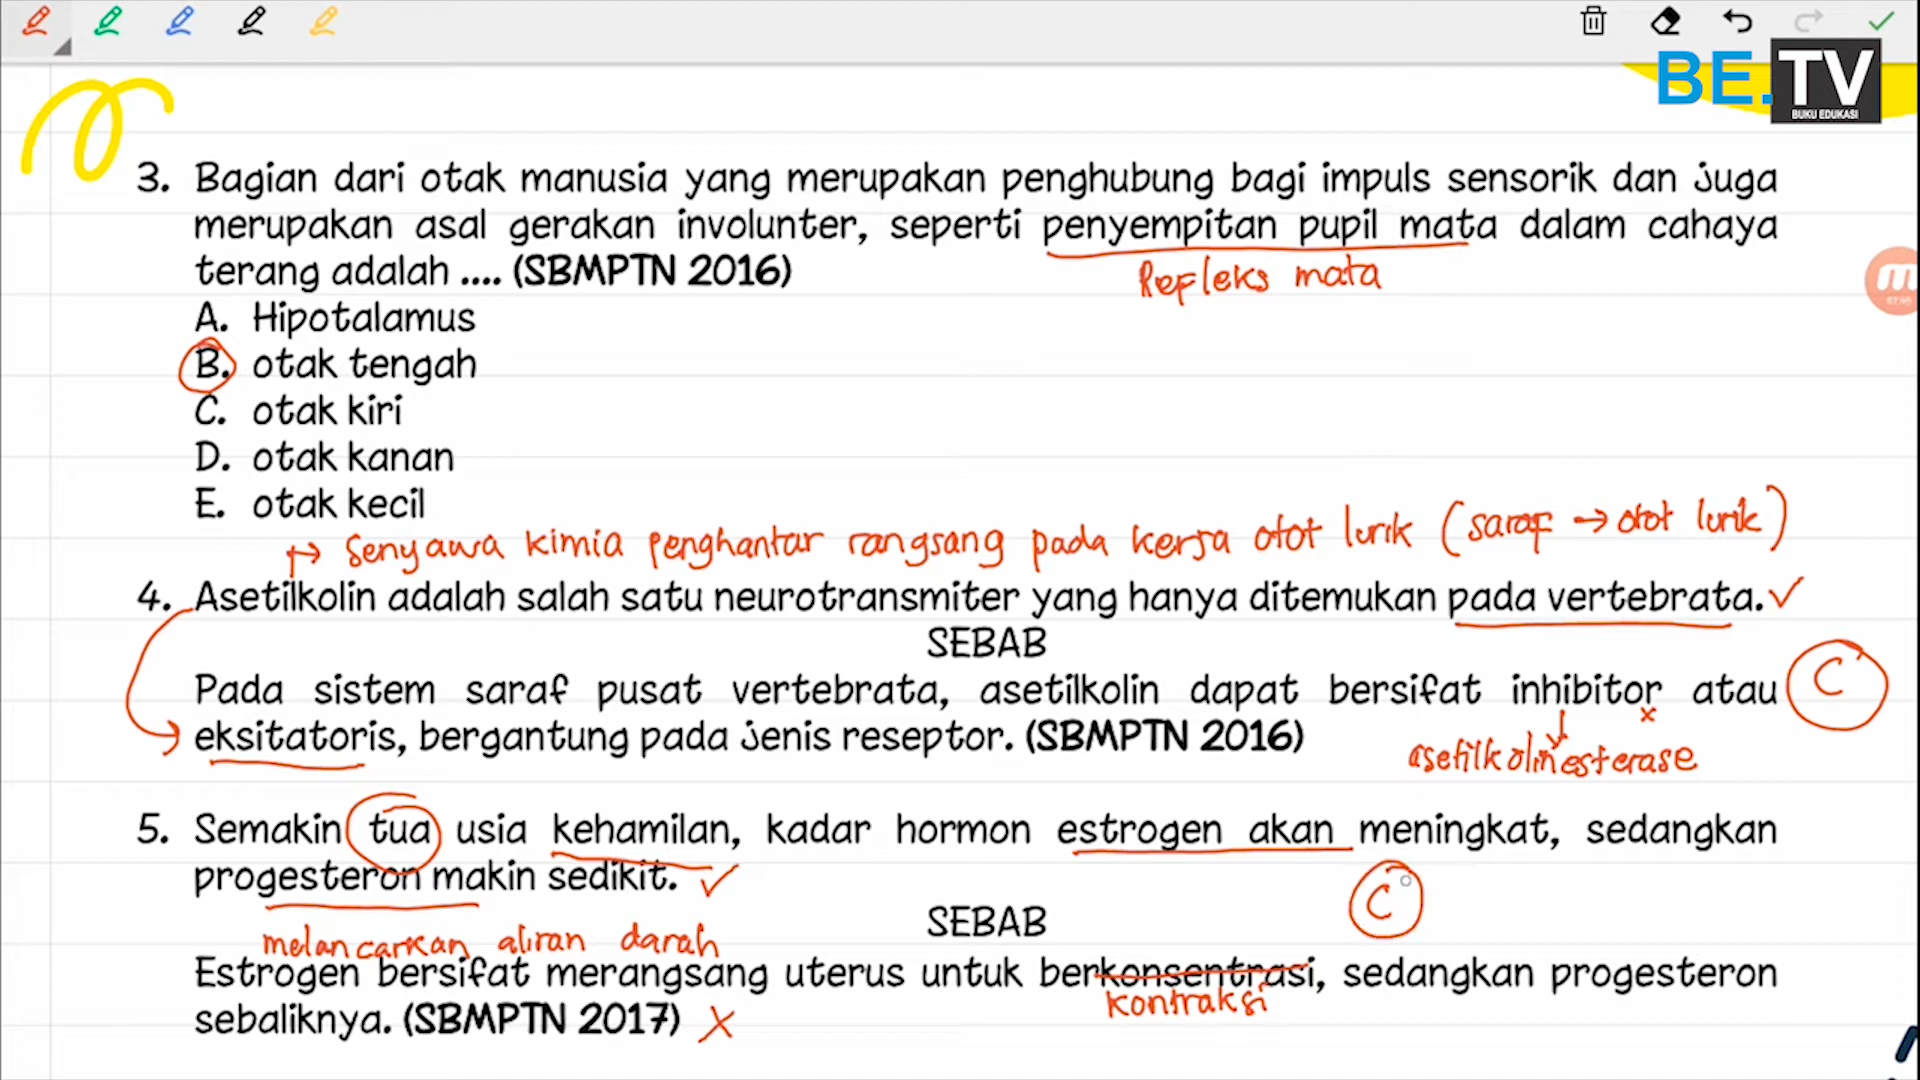 BE.TV
BUKU EDUKASI
3. Bagian dari otak manusia yang merupakan penghubung bagi impuls sensorik dan juga
merupakan asal gerakan involunter, seperti penyempitan pupil mata dalam cahaya
terang adalah .... (SBMPTN 2016)
Refleks mata
A. Hipotalamus
B. otak tengah
C. otak kiri
D. otak kanan
E. otak kecil
senyawa kimia penghantar rangsang pada kerja otot lurik (saraf → otot lurik)
4. Asetilkolin adalah salah satu neurotransmiter yang hanya ditemukan pada vertebrata. ✓
SEBAB
Pada sistem saraf pusat vertebrata, asetilkolin dapat bersifat inhibitor atau
C
x
eksitatoris, bergantung pada jenis reseptor. (SBMPTN 2016)
asetilkolinesterase
5. Semakin tua usia kehamilan, kadar hormon estrogen akan meningkat, sedangkan
progesteron makin sedikit. ✓
C
SEBAB
melancarkan aliran darah
Estrogen bersifat merangsang uterus untuk berkonsentrasi, sedangkan progesteron
kontraksi
sebaliknya. (SBMPTN 2017) X